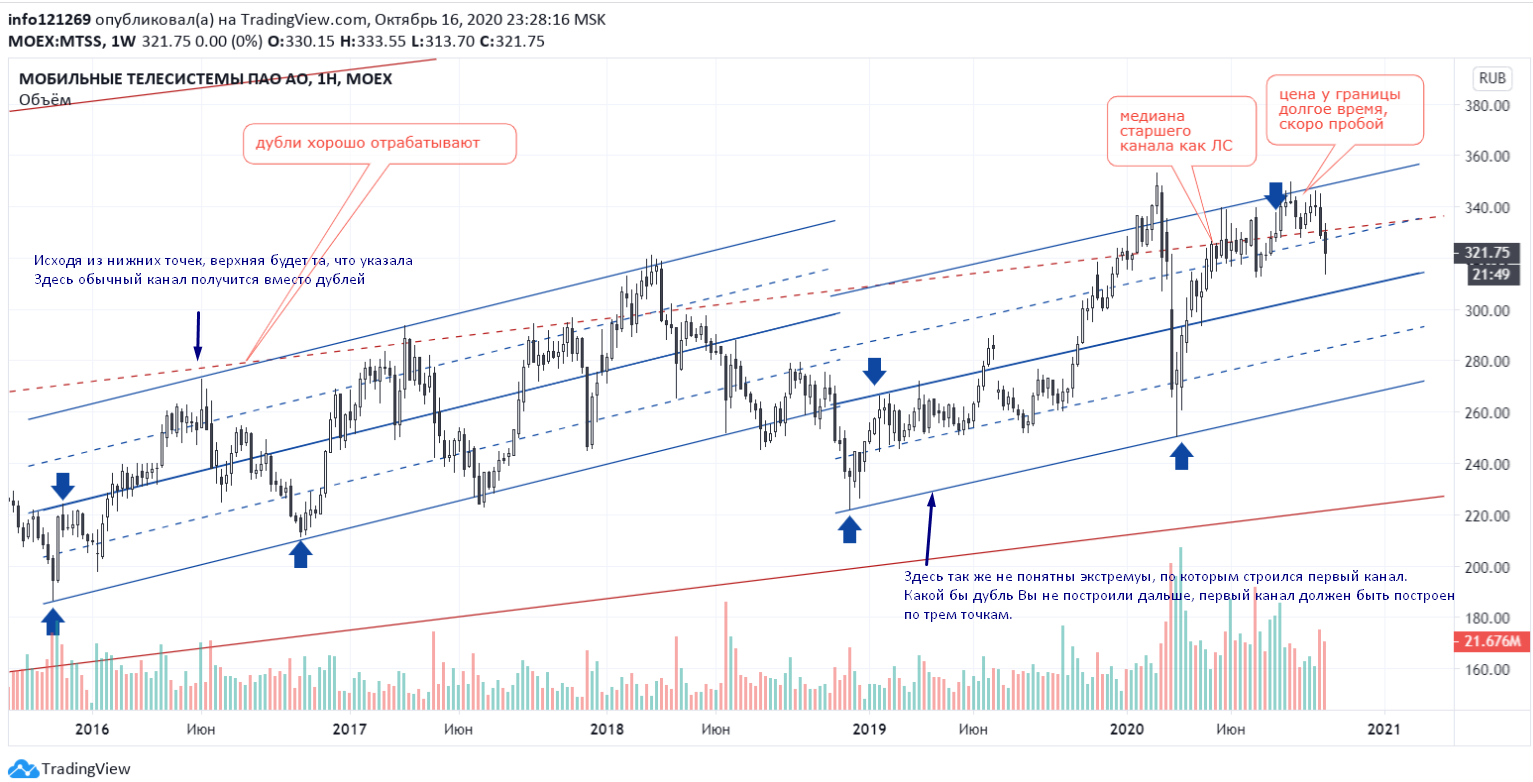 info121269 опубликовал(а) на TradingView.com, Октябрь 16, 2020 23:28:16 MSK
MOEX:MTSS, 1W 321.75 0.00 (0%) O:330.15 H:333.55 L:313.70 C:321.75
МОБИЛЬНЫЕ ТЕЛЕСИСТЕМЫ ПАО АО, 1Н, MOEX
Объём
RUB
цена у границы
долгое время,
скоро пробой
медиана
старшего
канала как ЛС
дубли хорошо отрабатывают
Исходя из нижних точек, верхняя будет та, что указала
Здесь обычный канал получится вместо дублей
380.00
360.00
340.00
321.75
21:49
300.00
280.00
260.00
240.00
220.00
200.00
180.00
21.676M
160.00
Здесь так же не понятны экстремуы, по которым строился первый канал.
Какой бы дубль Вы не построили дальше, первый канал должен быть построен
по трем точкам.
2016 Июн 2017 Июн 2018 Июн 2019 Июн 2020 Июн 2021
TradingView